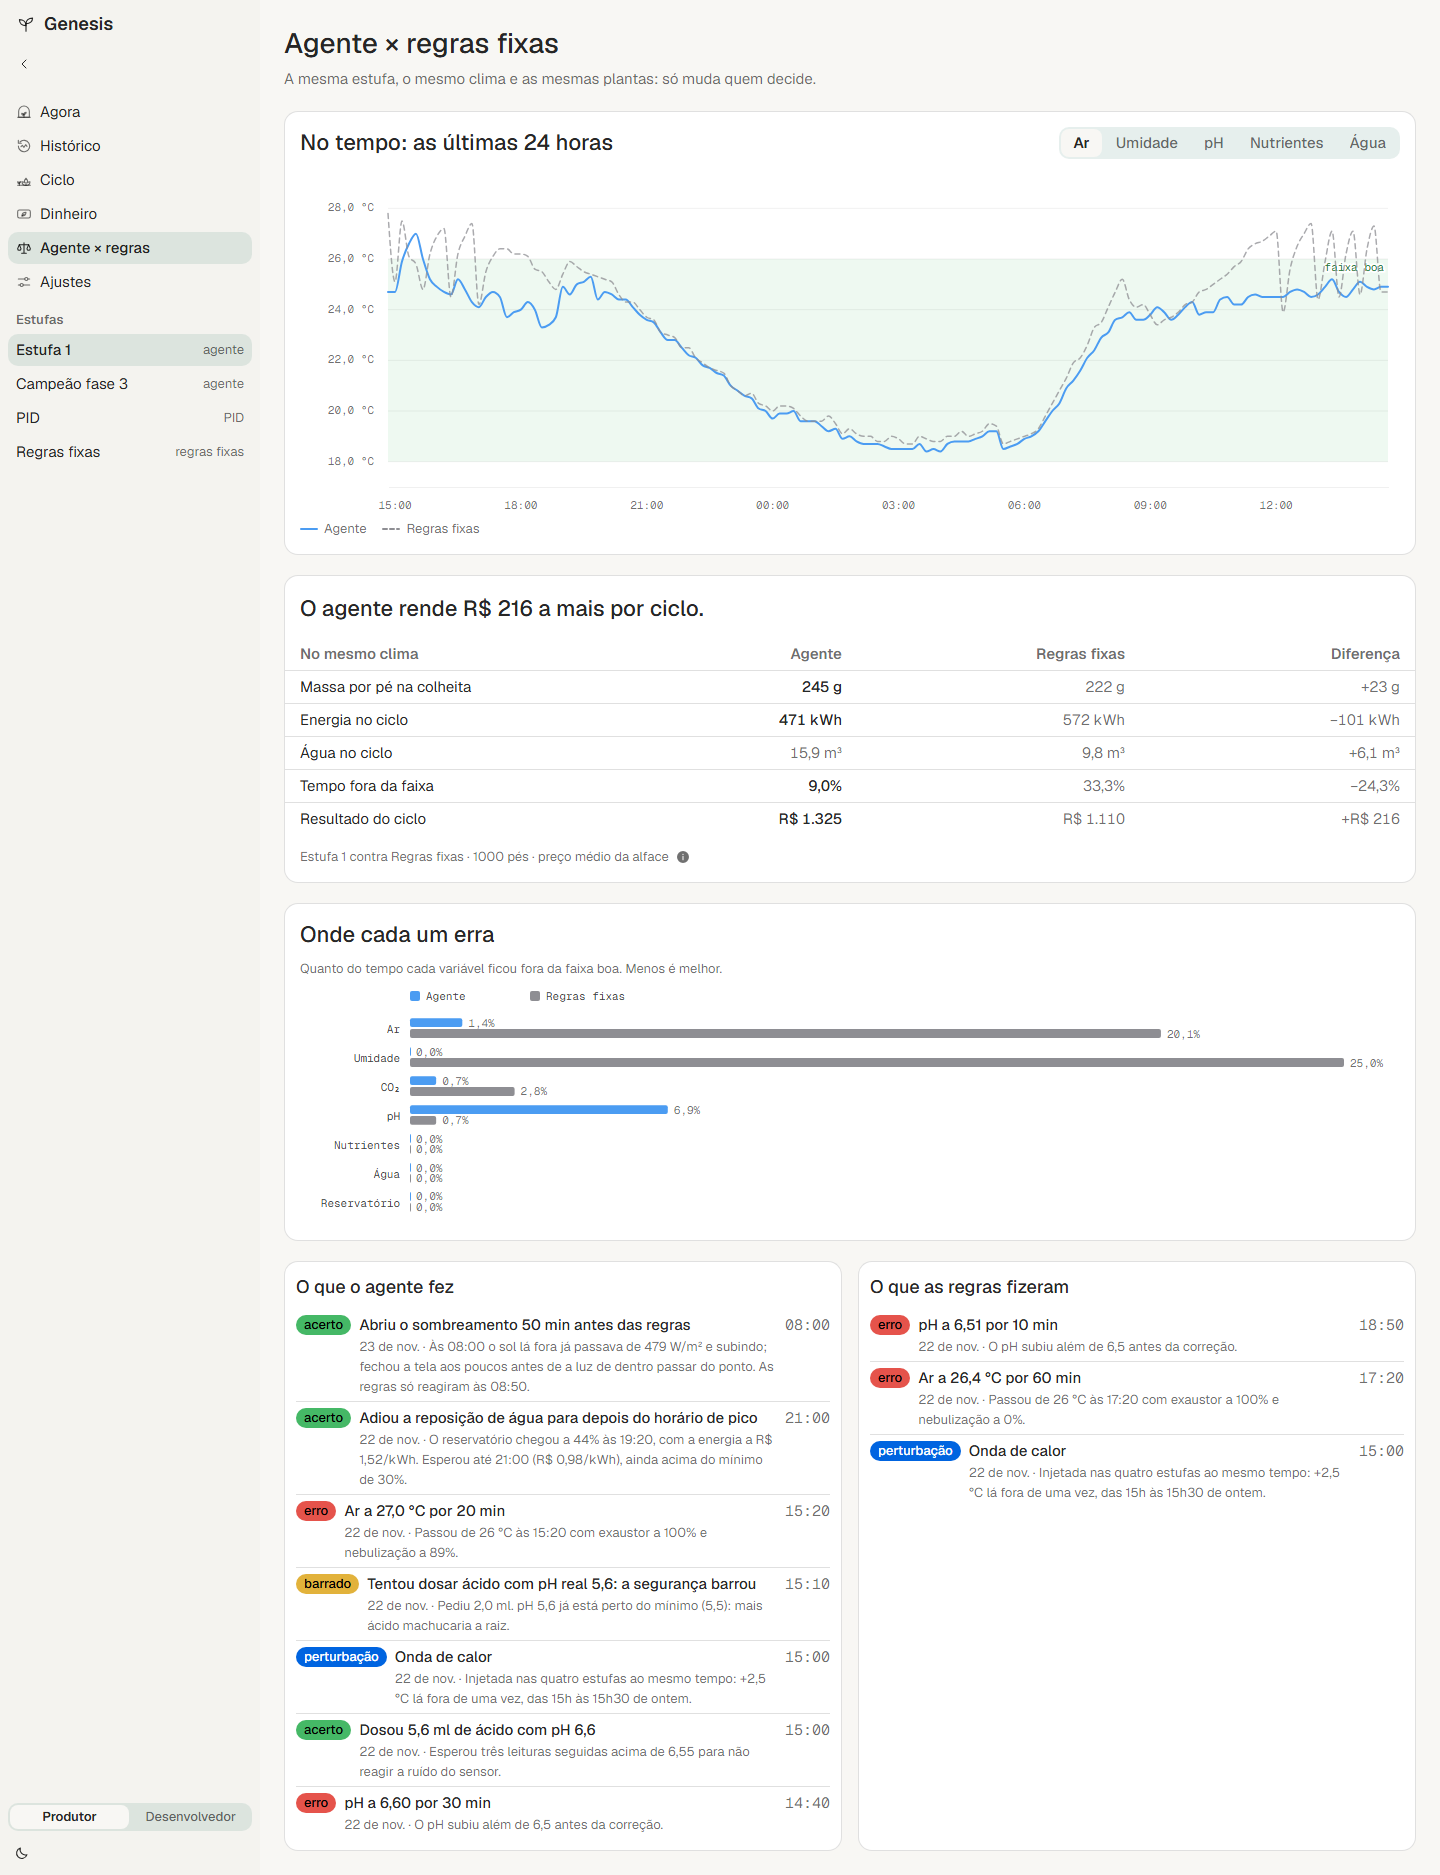 Genesis
Agora
Histórico
Ciclo
Dinheiro
Agente × regras
Ajustes
Estufas
Estufa 1 agente
Campeão fase 3 agente
PID PID
Regras fixas regras fixas
Produtor Desenvolvedor
Agente × regras fixas
A mesma estufa, o mesmo clima e as mesmas plantas: só muda quem decide.
No tempo: as últimas 24 horas
Ar Umidade pH Nutrientes Água
28,0 °C
26,0 °C
faixa boa
24,0 °C
22,0 °C
20,0 °C
18,0 °C
15:00 18:00 21:00 00:00 03:00 06:00 09:00 12:00
Agente Regras fixas
O agente rende R$ 216 a mais por ciclo.
No mesmo clima Agente Regras fixas Diferença
Massa por pé na colheita 245 g 222 g +23 g
Energia no ciclo 471 kWh 572 kWh −101 kWh
Água no ciclo 15,9 m³ 9,8 m³ +6,1 m³
Tempo fora da faixa 9,0% 33,3% −24,3%
Resultado do ciclo R$ 1.325 R$ 1.110 +R$ 216
Estufa 1 contra Regras fixas · 1000 pés · preço médio da alface
Onde cada um erra
Quanto do tempo cada variável ficou fora da faixa boa. Menos é melhor.
Agente Regras fixas
Ar 1,4% 20,1%
Umidade 0,0% 25,0%
CO₂ 0,7% 2,8%
pH 6,9% 0,7%
Nutrientes 0,0% 0,0%
Água 0,0% 0,0%
Reservatório 0,0% 0,0%
O que o agente fez
acerto Abriu o sombreamento 50 min antes das regras 08:00
23 de nov. · Às 08:00 o sol lá fora já passava de 479 W/m² e subindo;
fechou a tela aos poucos antes de a luz de dentro passar do ponto. As
regras só reagiram às 08:50.
acerto Adiou a reposição de água para depois do horário de pico 21:00
22 de nov. · O reservatório chegou a 44% às 19:20, com a energia a R$
1,52/kWh. Esperou até 21:00 (R$ 0,98/kWh), ainda acima do mínimo
de 30%.
erro Ar a 27,0 °C por 20 min 15:20
22 de nov. · Passou de 26 °C às 15:20 com exaustor a 100% e
nebulização a 89%.
barrado Tentou dosar ácido com pH real 5,6: a segurança barrou 15:10
22 de nov. · Pediu 2,0 ml. pH 5,6 já está perto do mínimo (5,5): mais
ácido machucaria a raiz.
perturbação Onda de calor 15:00
22 de nov. · Injetada nas quatro estufas ao mesmo tempo: +2,5
°C lá fora de uma vez, das 15h às 15h30 de ontem.
acerto Dosou 5,6 ml de ácido com pH 6,6 15:00
22 de nov. · Esperou três leituras seguidas acima de 6,55 para não
reagir a ruído do sensor.
erro pH a 6,60 por 30 min 14:40
22 de nov. · O pH subiu além de 6,5 antes da correção.
O que as regras fizeram
erro pH a 6,51 por 10 min 18:50
22 de nov. · O pH subiu além de 6,5 antes da correção.
erro Ar a 26,4 °C por 60 min 17:20
22 de nov. · Passou de 26 °C às 17:20 com exaustor a 100% e
nebulização a 0%.
perturbação Onda de calor 15:00
22 de nov. · Injetada nas quatro estufas ao mesmo tempo: +2,5
°C lá fora de uma vez, das 15h às 15h30 de ontem.